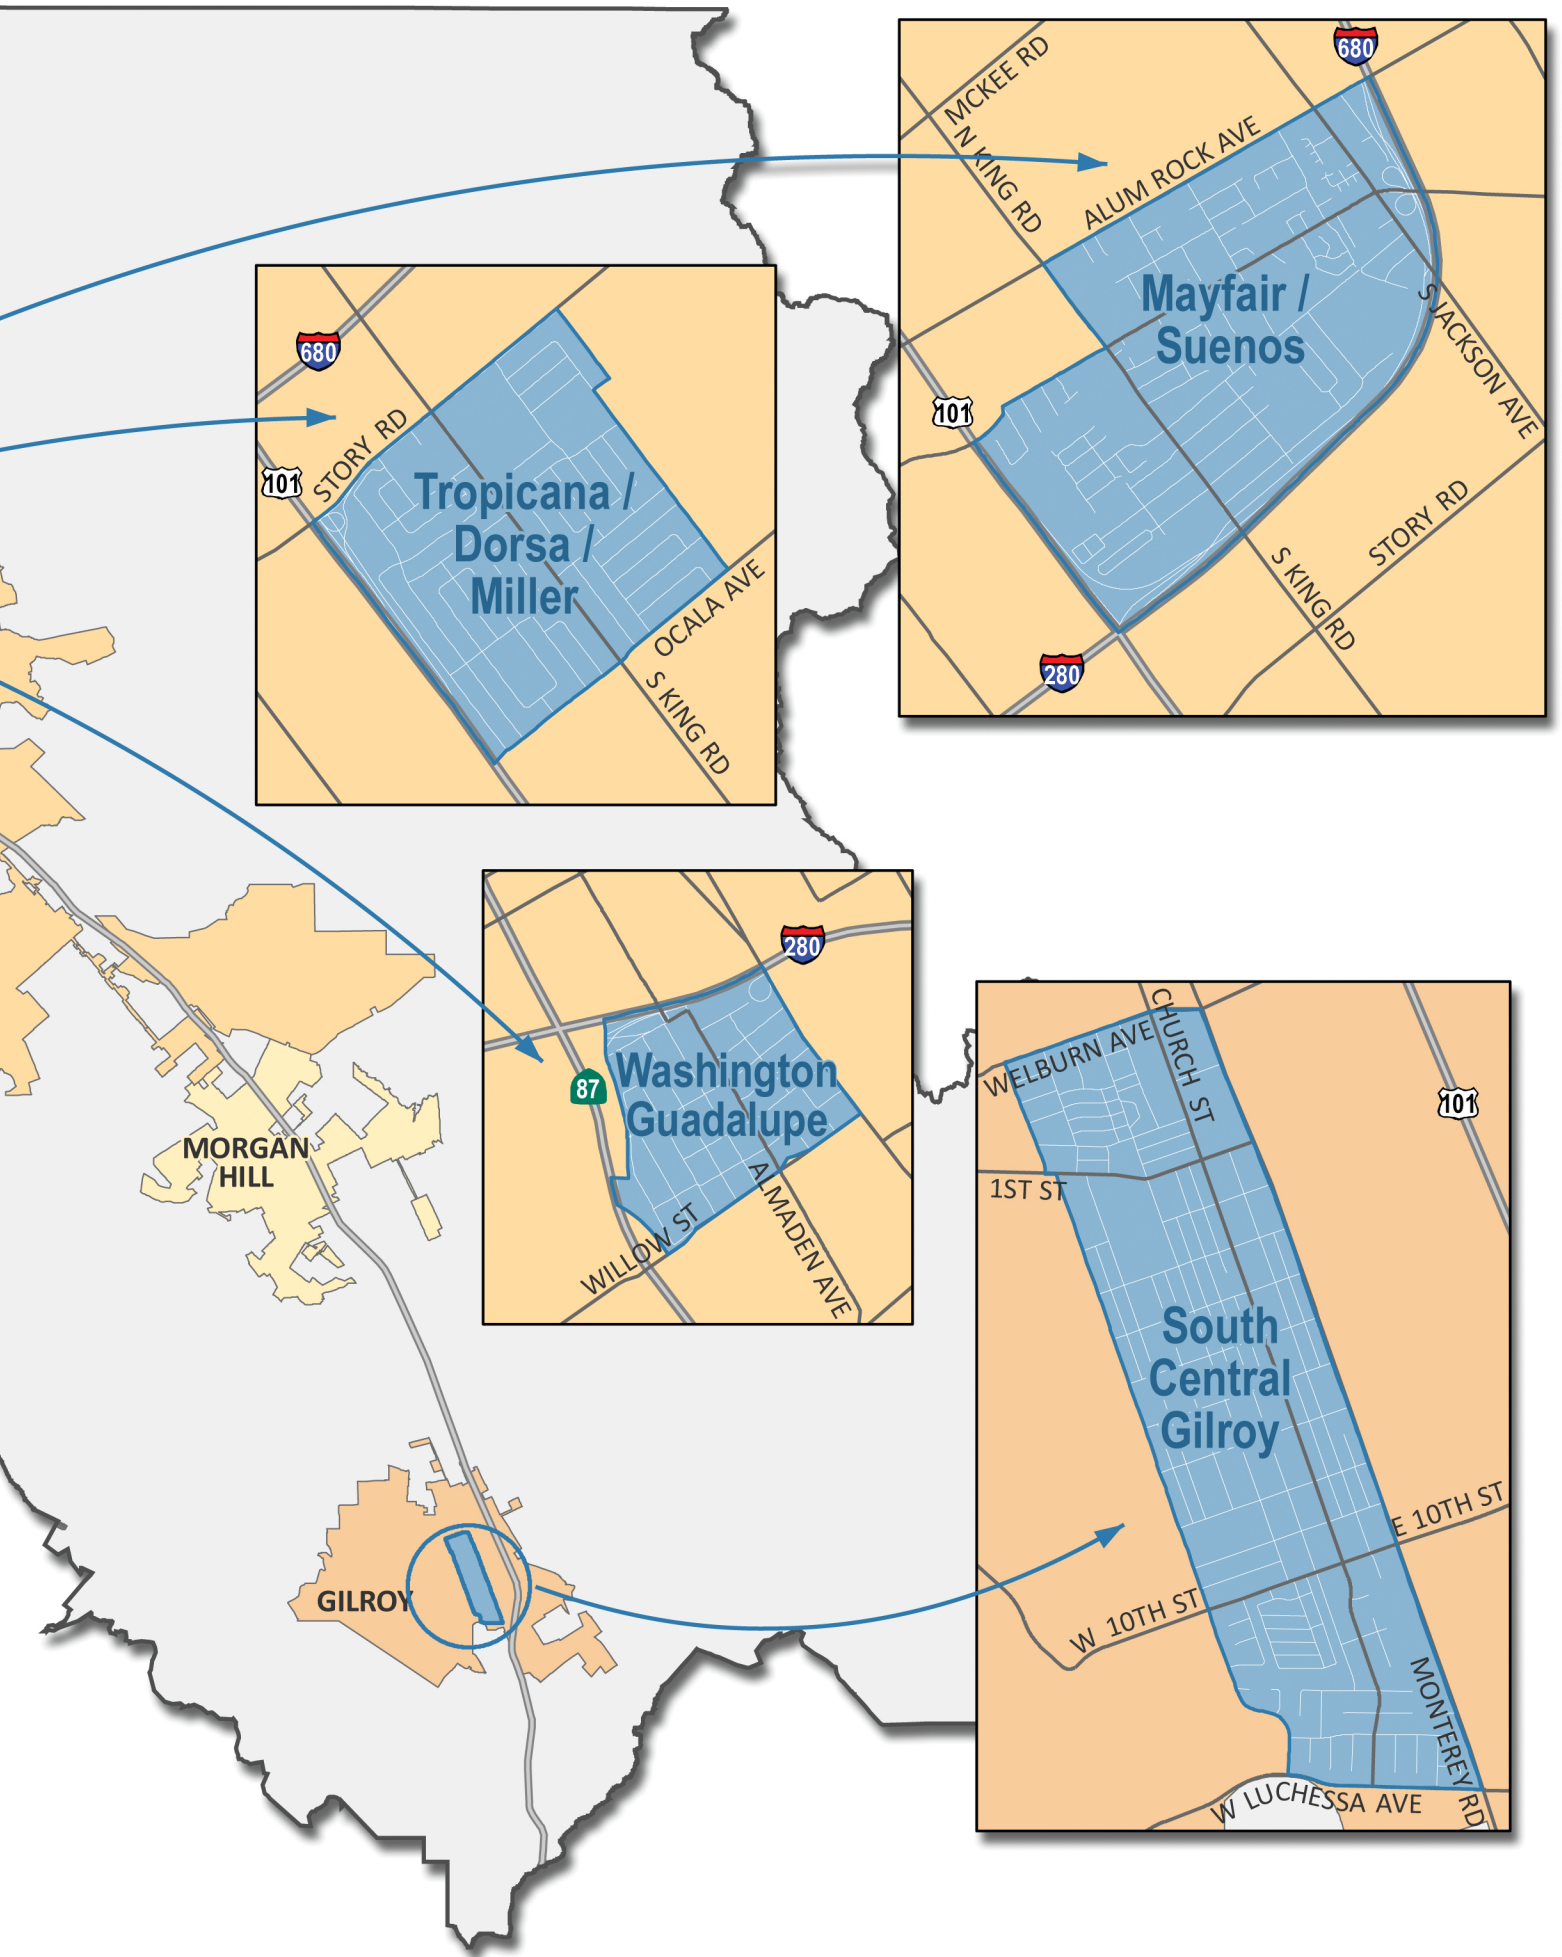 680
MCKEE RD
N KING RD
ALUM ROCK AVE
Mayfair /
Suenos
S JACKSON AVE
101
STORY RD
S KING RD
280
680
STORY RD
101
Tropicana /
Dorsa /
Miller
OCALA AVE
S KING RD
280
87
Washington
Guadalupe
WILLOW ST
ALMADEN AVE
MORGAN
HILL
GILROY
WELBURN AVE
CHURCH ST
101
1ST ST
South
Central
Gilroy
E 10TH ST
W 10TH ST
MONTEREY RD
W LUCHESSA AVE